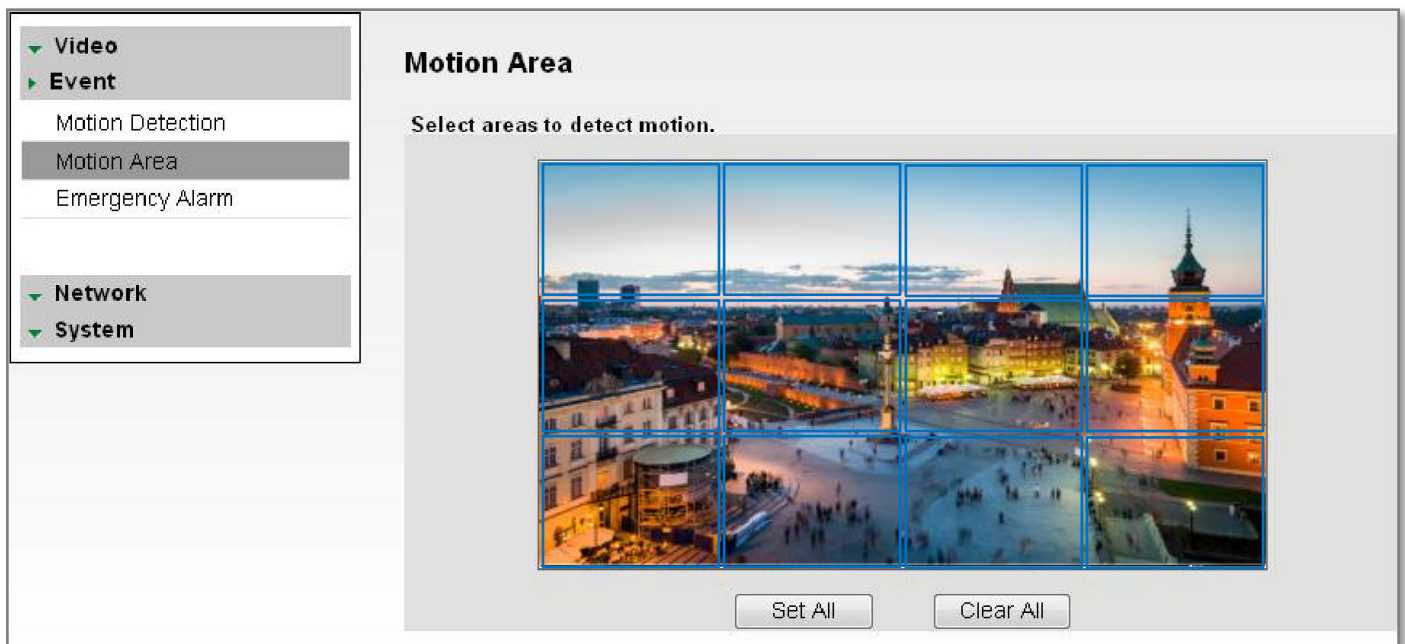 Video
Event
Motion Detection
Motion Area
Emergency Alarm
Network
System
Motion Area
Select areas to detect motion.
Set All
Clear All